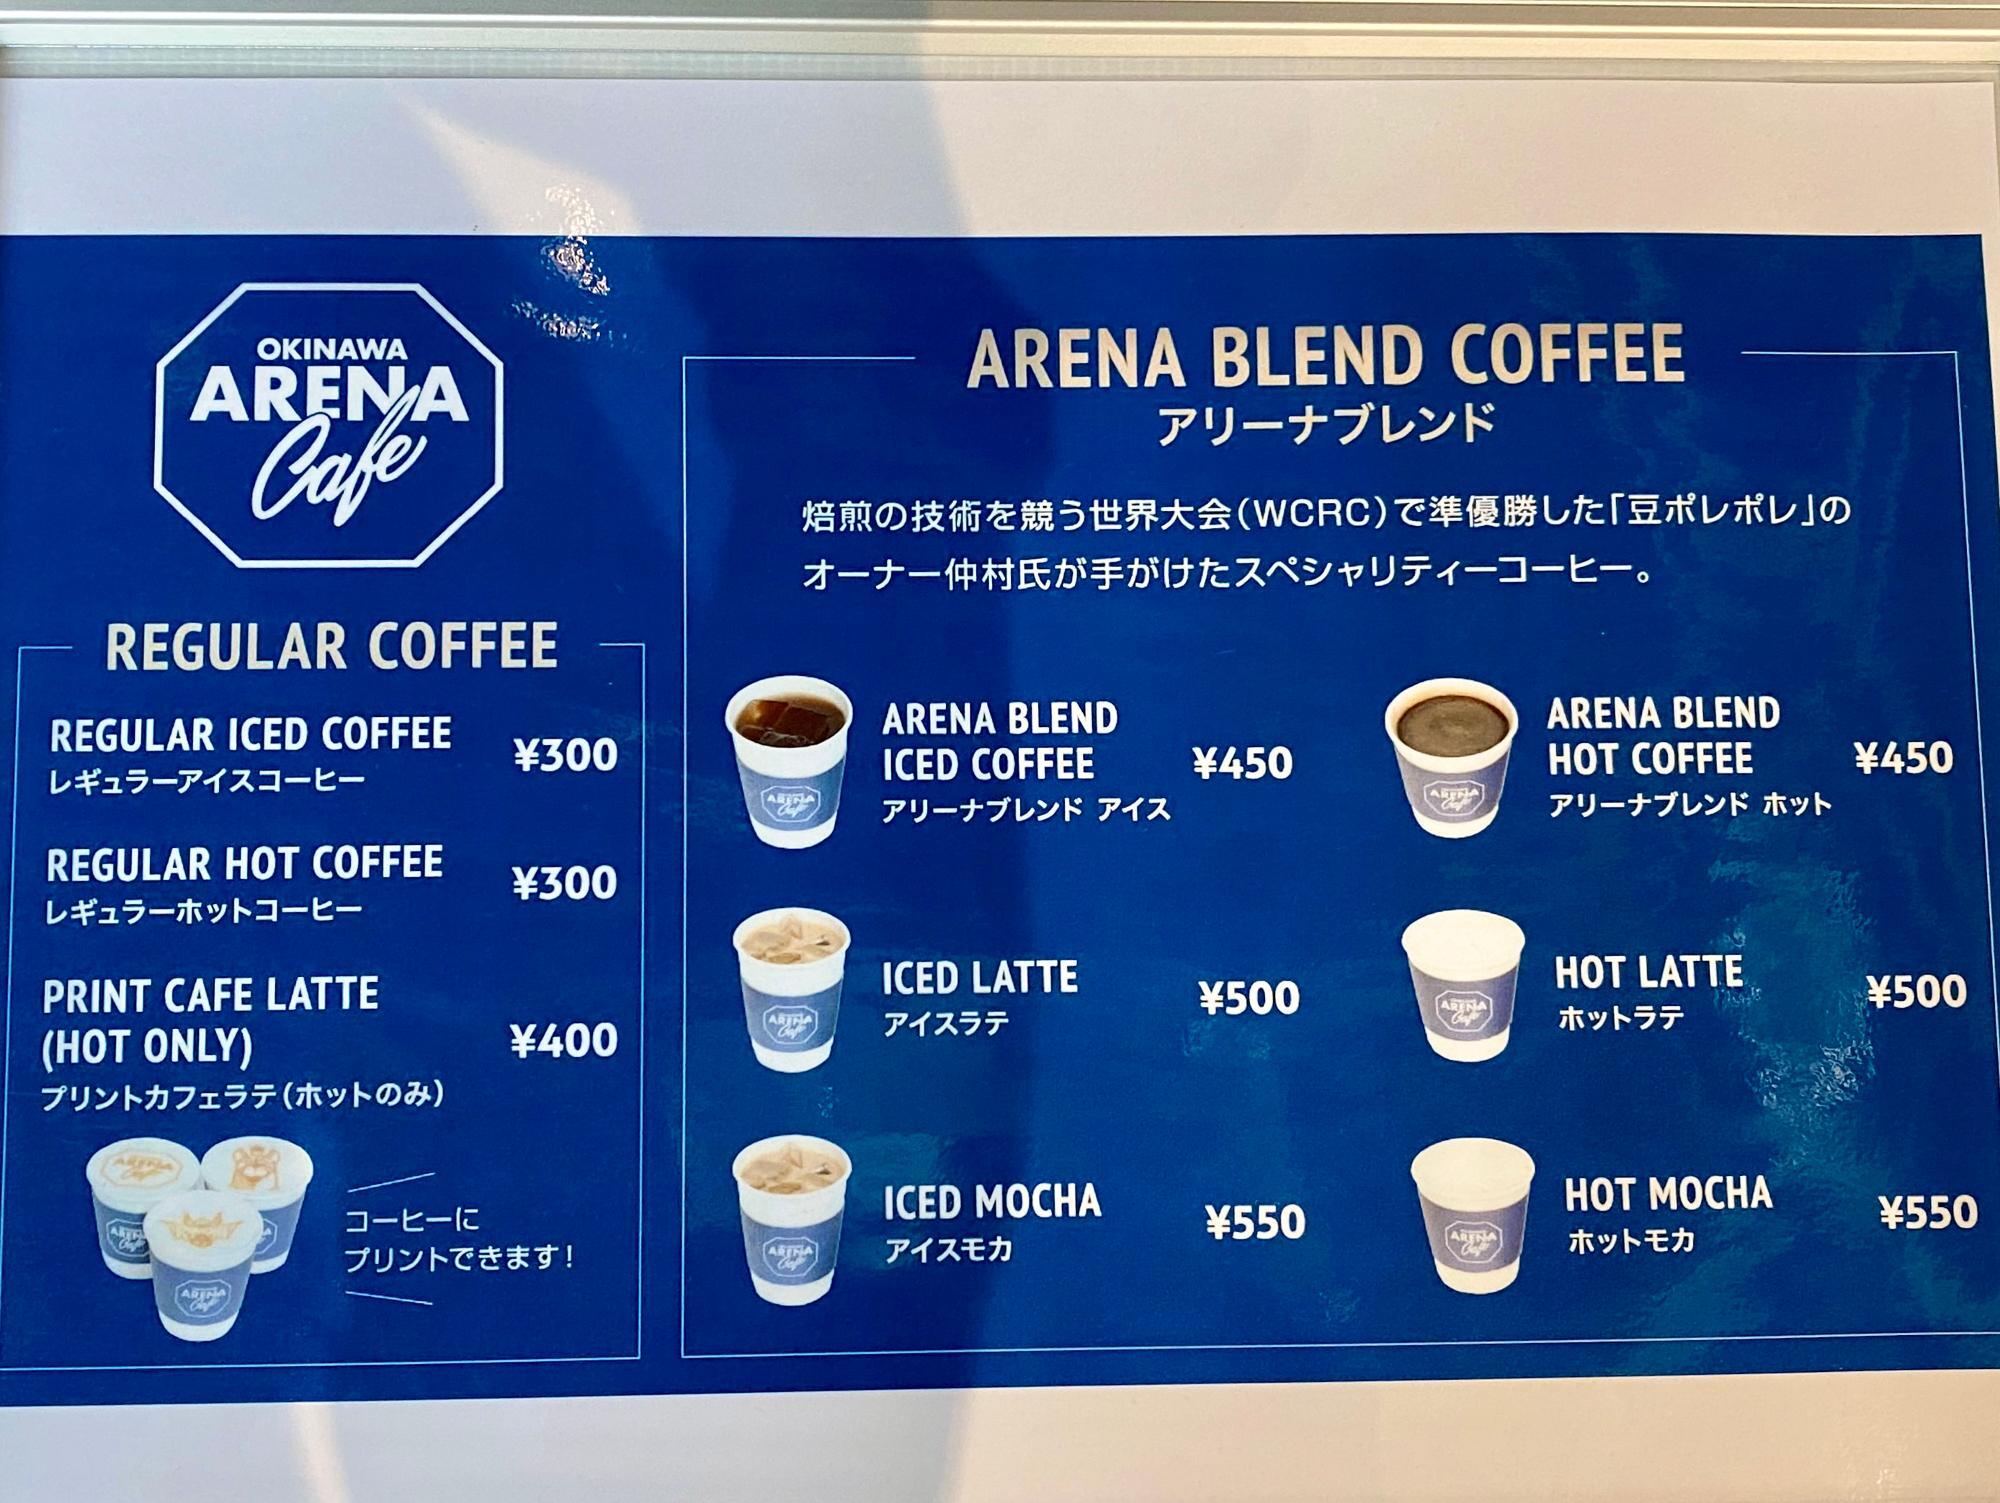 OKINAWA
ARENA
Cafe
REGULAR COFFEE
REGULAR ICED COFFEE
レギュラーアイスコーヒー
¥300
REGULAR HOT COFFEE
レギュラーホットコーヒー
¥300
PRINT CAFE LATTE
(HOT ONLY)
プリントカフェラテ(ホットのみ)
¥400
コーヒーに
プリントできます!
ARENA BLEND COFFEE
アリーナブレンド
焙煎の技術を競う世界大会(WCRC)で準優勝した「豆ポレポレ」の
オーナー仲村氏が手がけたスペシャリティーコーヒー。
ARENA BLEND
ICED COFFEE
アリーナブレンド アイス
¥450
ARENA BLEND
HOT COFFEE
アリーナブレンド ホット
¥450
ICED LATTE
アイスラテ
¥500
HOT LATTE
ホットラテ
¥500
ICED MOCHA
アイスモカ
¥550
HOT MOCHA
ホットモカ
¥550